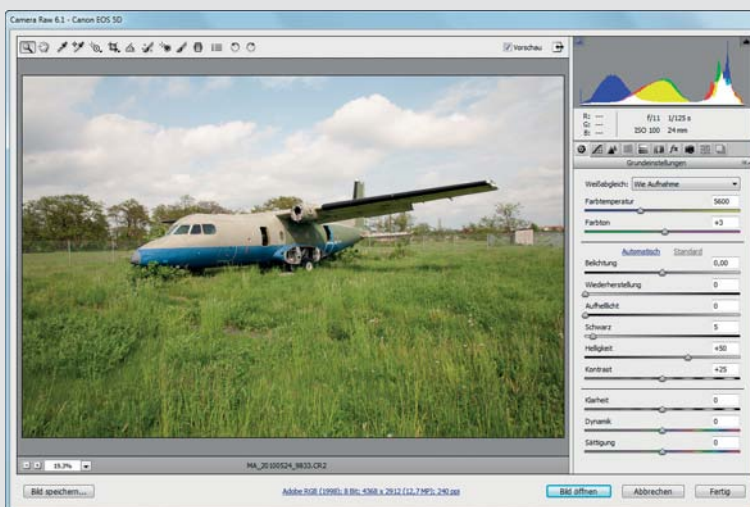 Camera Raw 6.1 - Canon EOS 5D
Vorschau
R: ---
G: ---
B: ---
f/11 1/125 s
ISO 100 24 mm
fx
Grundeinstellungen
Weißabgleich: Wie Aufnahme
Farbtemperatur 5600
Farbton +3
Automatisch Standard
Belichtung 0,00
Wiederherstellung 0
Aufhelllicht 0
Schwarz 5
Helligkeit +50
Kontrast +25
Klarheit 0
Dynamik 0
Sättigung 0
19.3% MA_20100524_9833.CR2
Bild speichern... Adobe RGB (1998); 8 Bit; 4368 x 2912 (12,7 MP); 240 ppi Bild öffnen Abbrechen Fertig